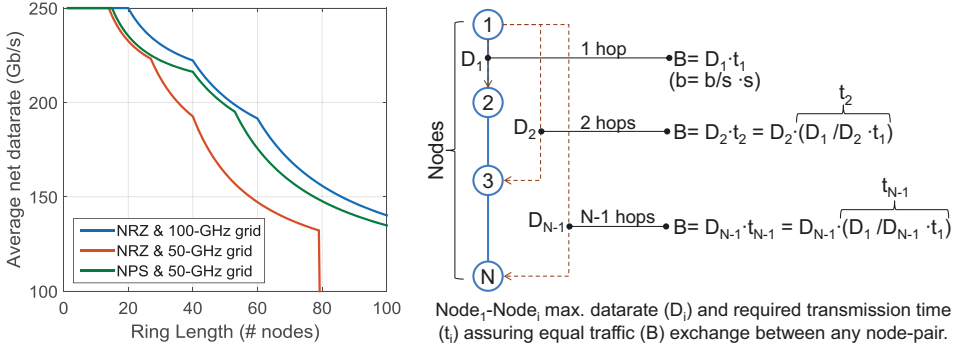 Average net datarate (Gb/s)
250
200
150
100
0
20
40
60
80
100
Ring Length (# nodes)
NRZ & 100-GHz grid
NRZ & 50-GHz grid
NPS & 50-GHz grid
Nodes
1
2
3
N
D1
1 hop
B= D1·t1
(b= b/s ·s)
t2
D2
2 hops
B= D2·t2 = D2·(D1 /D2 ·t1)
tN-1
DN-1
N-1 hops
B= DN-1·tN-1 = DN-1·(D1 /DN-1 ·t1)
Node1-Nodei max. datarate (Di) and required transmission time
(ti) assuring equal traffic (B) exchange between any node-pair.